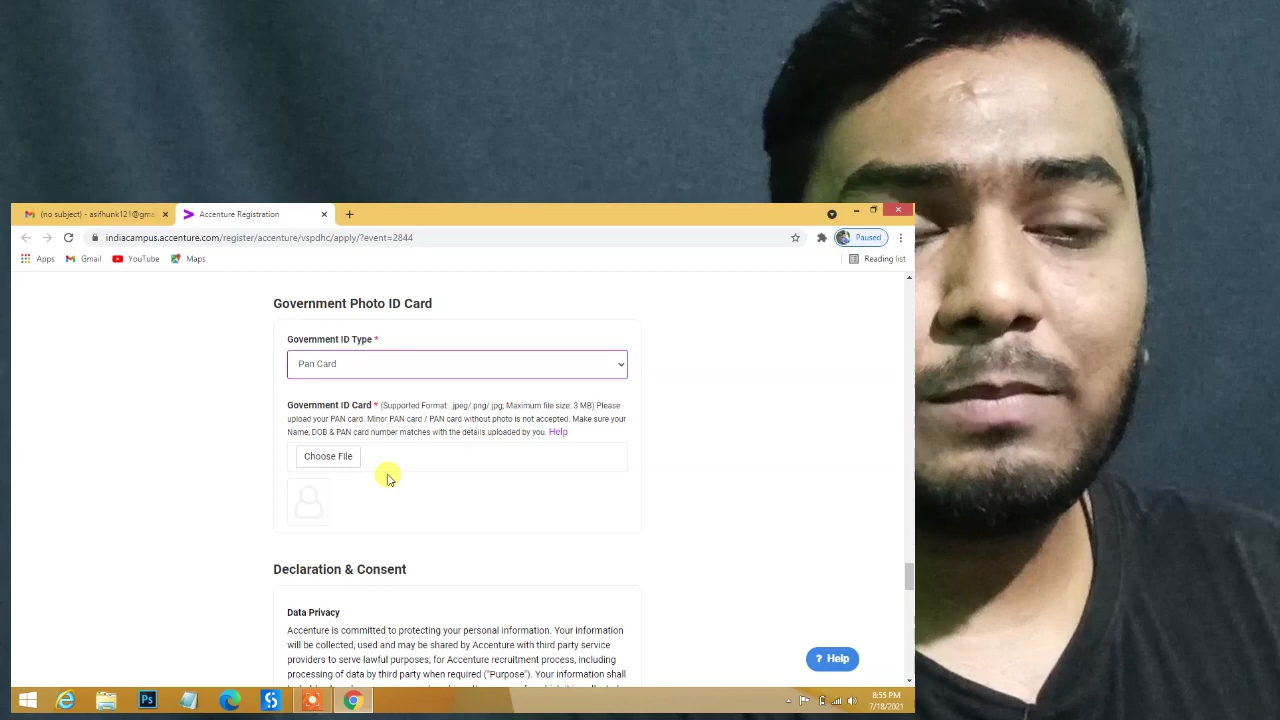 (no subject) - asifhunk121@gma
Accenture Registration
indiacampus.accenture.com/register/accenture/vspdhc/apply/?event=2844
Paused
Apps
Gmail
YouTube
Maps
Reading list
Government Photo ID Card
Government ID Type *
Pan Card
Government ID Card * (Supported Format: .jpeg/.png/.jpg; Maximum file size: 3 MB) Please
upload your PAN card. Minor PAN card / PAN card without photo is not accepted. Make sure your
Name, DOB & PAN card number matches with the details uploaded by you. Help
Choose File
Declaration & Consent
Data Privacy
Accenture is committed to protecting your personal information. Your information
will be collected, used and may be shared by Accenture with third party service
providers to serve lawful purposes, for Accenture recruitment process, including
processing of data by third party when required ("Purpose"). Your information shall
? Help
Ps
8:55 PM
7/18/2021